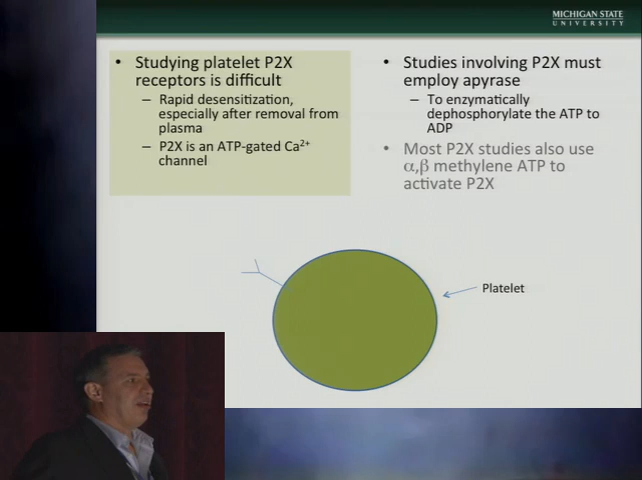 MICHIGAN STATE
UNIVERSITY
• Studying platelet P2X
receptors is difficult
– Rapid desensitization,
especially after removal from
plasma
– P2X is an ATP-gated Ca²⁺
channel
• Studies involving P2X must
employ apyrase
– To enzymatically
dephosphorylate the ATP to
ADP
• Most P2X studies also use
α,β methylene ATP to
activate P2X
Platelet